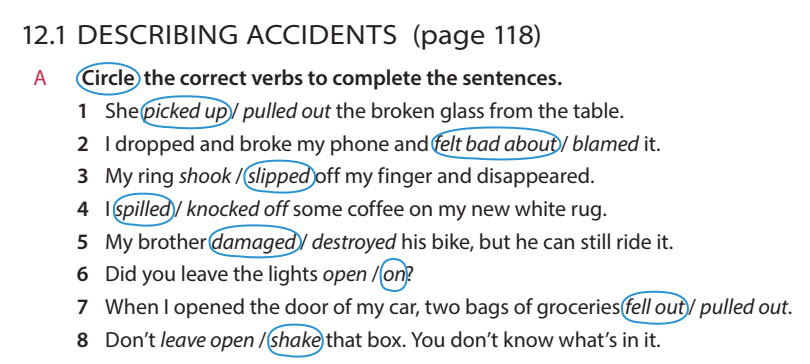 12.1 DESCRIBING ACCIDENTS (page 118)
A Circle the correct verbs to complete the sentences.
1 She picked up / pulled out the broken glass from the table.
2 I dropped and broke my phone and felt bad about / blamed it.
3 My ring shook / slipped off my finger and disappeared.
4 I spilled / knocked off some coffee on my new white rug.
5 My brother damaged / destroyed his bike, but he can still ride it.
6 Did you leave the lights open / on?
7 When I opened the door of my car, two bags of groceries fell out / pulled out.
8 Don't leave open / shake that box. You don't know what's in it.